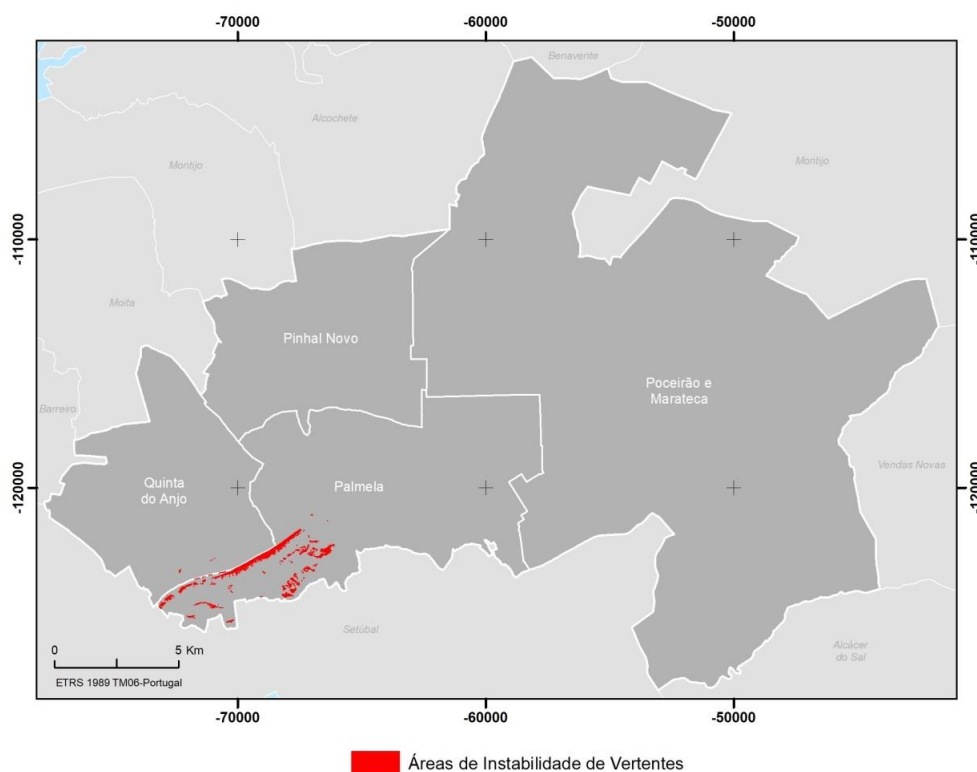 -70000
-60000
-50000
Benavente
Alcochete
Montijo
Montijo
-110000
-110000
Moita
Pinhal Novo
Poceirão e
Marateca
Barreiro
Vendas Novas
Quinta
do Anjo
Palmela
-120000
-120000
Setúbal
Alcácer
do Sal
0
5 Km
ETRS 1989 TM06-Portugal
-70000
-60000
-50000
Áreas de Instabilidade de Vertentes